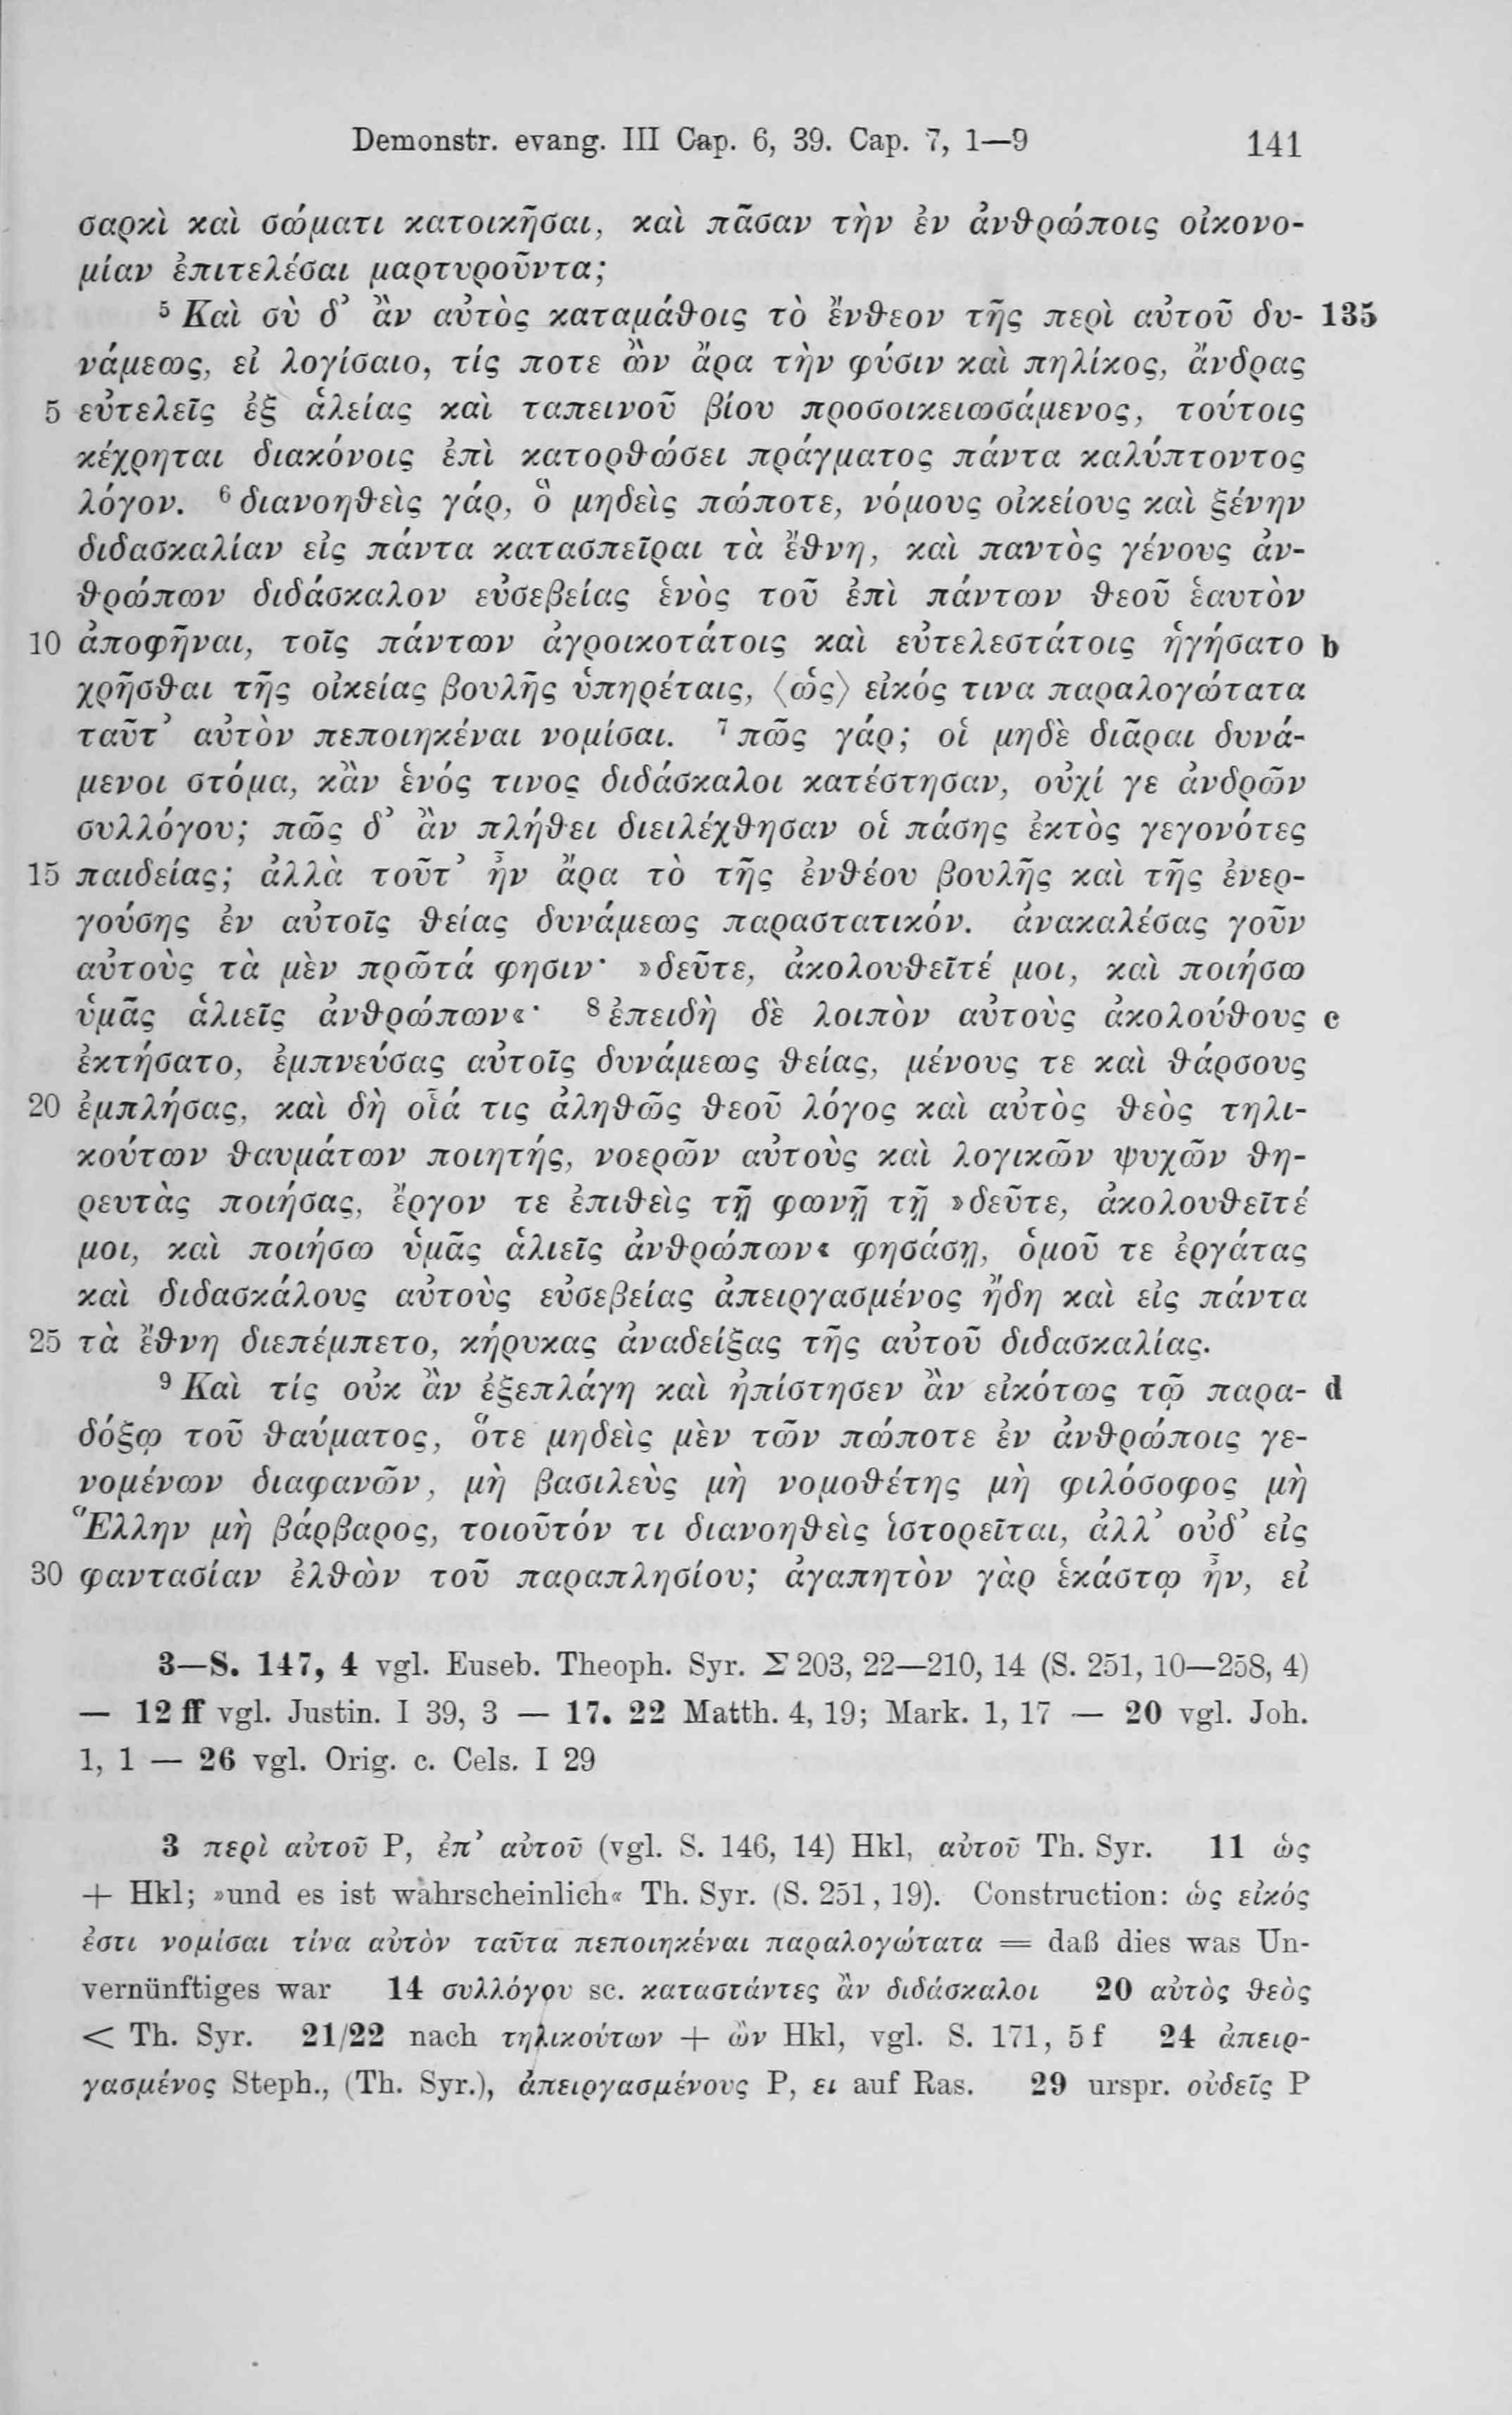 Demonstr. evang. III Cap. 6, 39. Cap. 7, 1—9 141
σαρκὶ καὶ σώματι κατοικῆσαι, καὶ πᾶσαν τὴν ἐν ἀνθρώποις οἰκονο-
μίαν ἐπιτελέσαι μαρτυροῦντα;
⁵ Καὶ σὺ δ’ ἂν αὐτὸς καταμάθοις τὸ ἔνθεον τῆς περὶ αὐτοῦ δυ- 135
νάμεως, εἰ λογίσαιο, τίς ποτε ὢν ἄρα τὴν φύσιν καὶ πηλίκος, ἄνδρας
5 εὐτελεῖς ἐξ ἁλείας καὶ ταπεινοῦ βίου προσοικειωσάμενος, τούτοις
κέχρηται διακόνοις ἐπὶ κατορθώσει πράγματος πάντα καλύπτοντος
λόγον. ⁶ διανοηθεὶς γάρ, ὃ μηδεὶς πώποτε, νόμους οἰκείους καὶ ξένην
διδασκαλίαν εἰς πάντα κατασπεῖραι τὰ ἔθνη, καὶ παντὸς γένους ἀν-
θρώπων διδάσκαλον εὐσεβείας ἑνὸς τοῦ ἐπὶ πάντων θεοῦ ἑαυτὸν
10 ἀποφῆναι, τοῖς πάντων ἀγροικοτάτοις καὶ εὐτελεστάτοις ἡγήσατο b
χρῆσθαι τῆς οἰκείας βουλῆς ὑπηρέταις, ⟨ὡς⟩ εἰκός τινα παραλογώτατα
ταῦτ’ αὐτὸν πεποιηκέναι νομίσαι. ⁷ πῶς γάρ; οἱ μηδὲ διᾶραι δυνά-
μενοι στόμα, κἂν ἑνός τινος διδάσκαλοι κατέστησαν, οὐχί γε ἀνδρῶν
συλλόγου; πῶς δ’ ἂν πλήθει διειλέχθησαν οἱ πάσης ἐκτὸς γεγονότες
15 παιδείας; ἀλλὰ τοῦτ’ ἦν ἄρα τὸ τῆς ἐνθέου βουλῆς καὶ τῆς ἐνερ-
γούσης ἐν αὐτοῖς θείας δυνάμεως παραστατικόν. ἀνακαλέσας γοῦν
αὐτοὺς τὰ μὲν πρῶτά φησιν· »δεῦτε, ἀκολουθεῖτέ μοι, καὶ ποιήσω
ὑμᾶς ἁλιεῖς ἀνθρώπων«· ⁸ ἐπειδὴ δὲ λοιπὸν αὐτοὺς ἀκολούθους c
ἐκτήσατο, ἐμπνεύσας αὐτοῖς δυνάμεως θείας, μένους τε καὶ θάρσους
20 ἐμπλήσας, καὶ δὴ οἷά τις ἀληθῶς θεοῦ λόγος καὶ αὐτὸς θεὸς τηλι-
κούτων θαυμάτων ποιητής, νοερῶν αὐτοὺς καὶ λογικῶν ψυχῶν θη-
ρευτὰς ποιήσας, ἔργον τε ἐπιθεὶς τῇ φωνῇ τῇ »δεῦτε, ἀκολουθεῖτέ
μοι, καὶ ποιήσω ὑμᾶς ἁλιεῖς ἀνθρώπων« φησάσῃ, ὁμοῦ τε ἐργάτας
καὶ διδασκάλους αὐτοὺς εὐσεβείας ἀπειργασμένος ἤδη καὶ εἰς πάντα
25 τὰ ἔθνη διεπέμπετο, κήρυκας ἀναδείξας τῆς αὐτοῦ διδασκαλίας.
⁹ Καὶ τίς οὐκ ἂν ἐξεπλάγη καὶ ἠπίστησεν ἂν εἰκότως τῷ παρα- d
δόξῳ τοῦ θαύματος, ὅτε μηδεὶς μὲν τῶν πώποτε ἐν ἀνθρώποις γε-
νομένων διαφανῶν, μὴ βασιλεὺς μὴ νομοθέτης μὴ φιλόσοφος μὴ
Ἕλλην μὴ βάρβαρος, τοιοῦτόν τι διανοηθεὶς ἱστορεῖται, ἀλλ’ οὐδ’ εἰς
30 φαντασίαν ἐλθὼν τοῦ παραπλησίου; ἀγαπητὸν γὰρ ἑκάστῳ ἦν, εἰ
3—S. 147, 4 vgl. Euseb. Theoph. Syr. Σ 203, 22—210, 14 (S. 251, 10—258, 4)
— 12 ff vgl. Justin. I 39, 3 — 17. 22 Matth. 4, 19; Mark. 1, 17 — 20 vgl. Joh.
1, 1 — 26 vgl. Orig. c. Cels. I 29
3 περὶ αὐτοῦ P, ἐπ’ αὐτοῦ (vgl. S. 146, 14) Hkl, αὐτοῦ Th. Syr. 11 ὡς
+ Hkl; »und es ist wahrscheinlich« Th. Syr. (S. 251, 19). Construction: ὡς εἰκός
ἐστι νομίσαι τίνα αὐτὸν ταῦτα πεποιηκέναι παραλογώτατα = daß dies was Un-
vernünftiges war 14 συλλόγου sc. καταστάντες ἂν διδάσκαλοι 20 αὐτὸς θεὸς
< Th. Syr. 21/22 nach τηλικούτων + ὢν Hkl, vgl. S. 171, 5 f 24 ἀπειρ-
γασμένος Steph., (Th. Syr.), ἀπειργασμένους P, ει auf Ras. 29 urspr. οὐδεῖς P